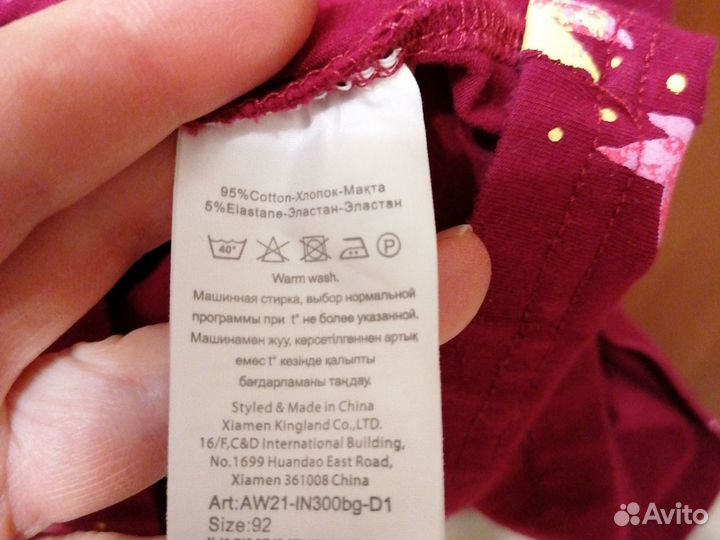 95%Cotton-Хлопок-Мақта
5%Elastane-Эластан-Эластан
40°
P
Warm wash.
Машинная стирка, выбор нормальной
программы при t° не более указанной.
Машинамен жуу, көрсетілгеннен артық
емес t° кезінде қалыпты
бағдарламаны таңдау.
Styled & Made in China
Xiamen Kingland Co.,LTD.
16/F,C&D International Building,
No.1699 Huandao East Road,
Xiamen 361008 China
Art:AW21-IN300bg-D1
Size:92
Avito